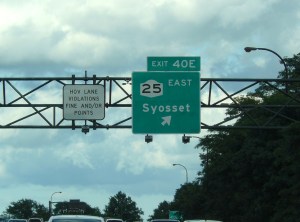 HOV LANE
VIOLATIONS
FINE AND/OR
POINTS
EXIT 40E
25 EAST
Syosset